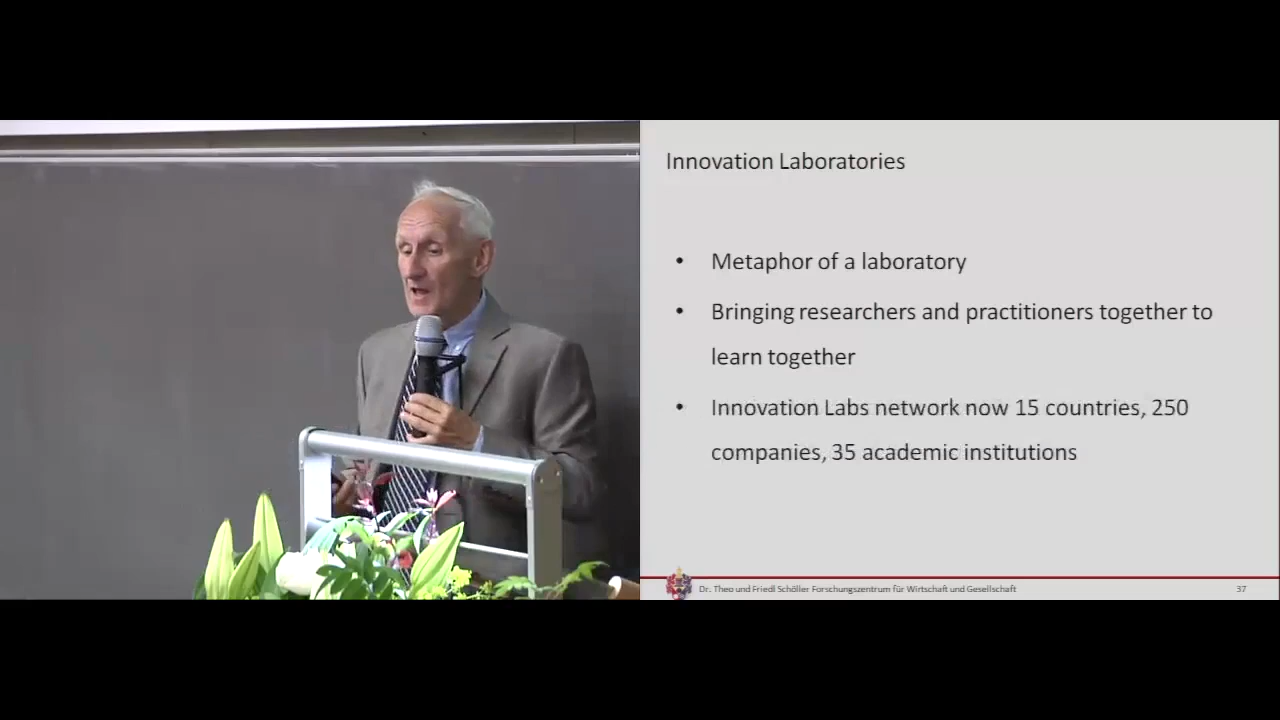 Innovation Laboratories
• Metaphor of a laboratory
• Bringing researchers and practitioners together to
learn together
• Innovation Labs network now 15 countries, 250
companies, 35 academic institutions
Dr. Theo und Friedl Schöller Forschungszentrum für Wirtschaft und Gesellschaft
37